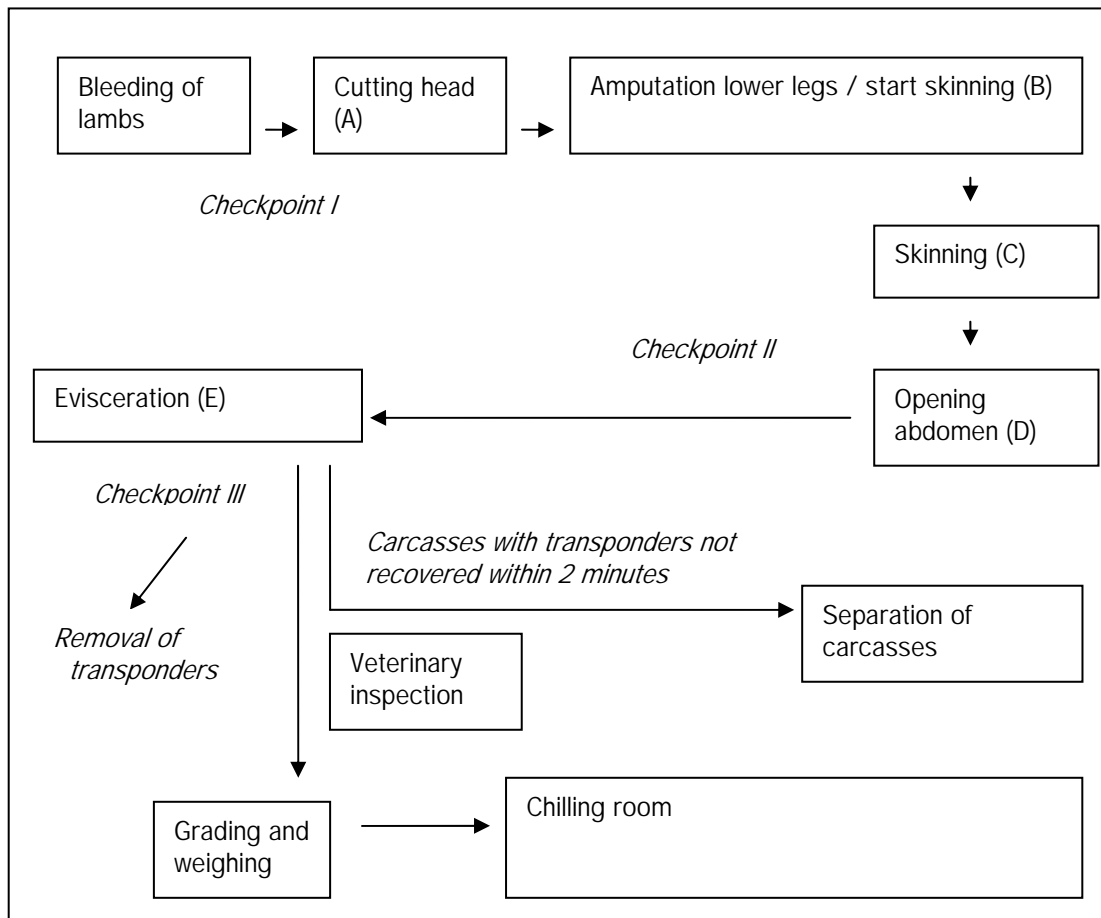 Bleeding of
lambs
Cutting head
(A)
Amputation lower legs / start skinning (B)
Checkpoint I
Skinning (C)
Checkpoint II
Evisceration (E)
Opening
abdomen (D)
Checkpoint III
Carcasses with transponders not
recovered within 2 minutes
Separation of
carcasses
Removal of
transponders
Veterinary
inspection
Grading and
weighing
Chilling room